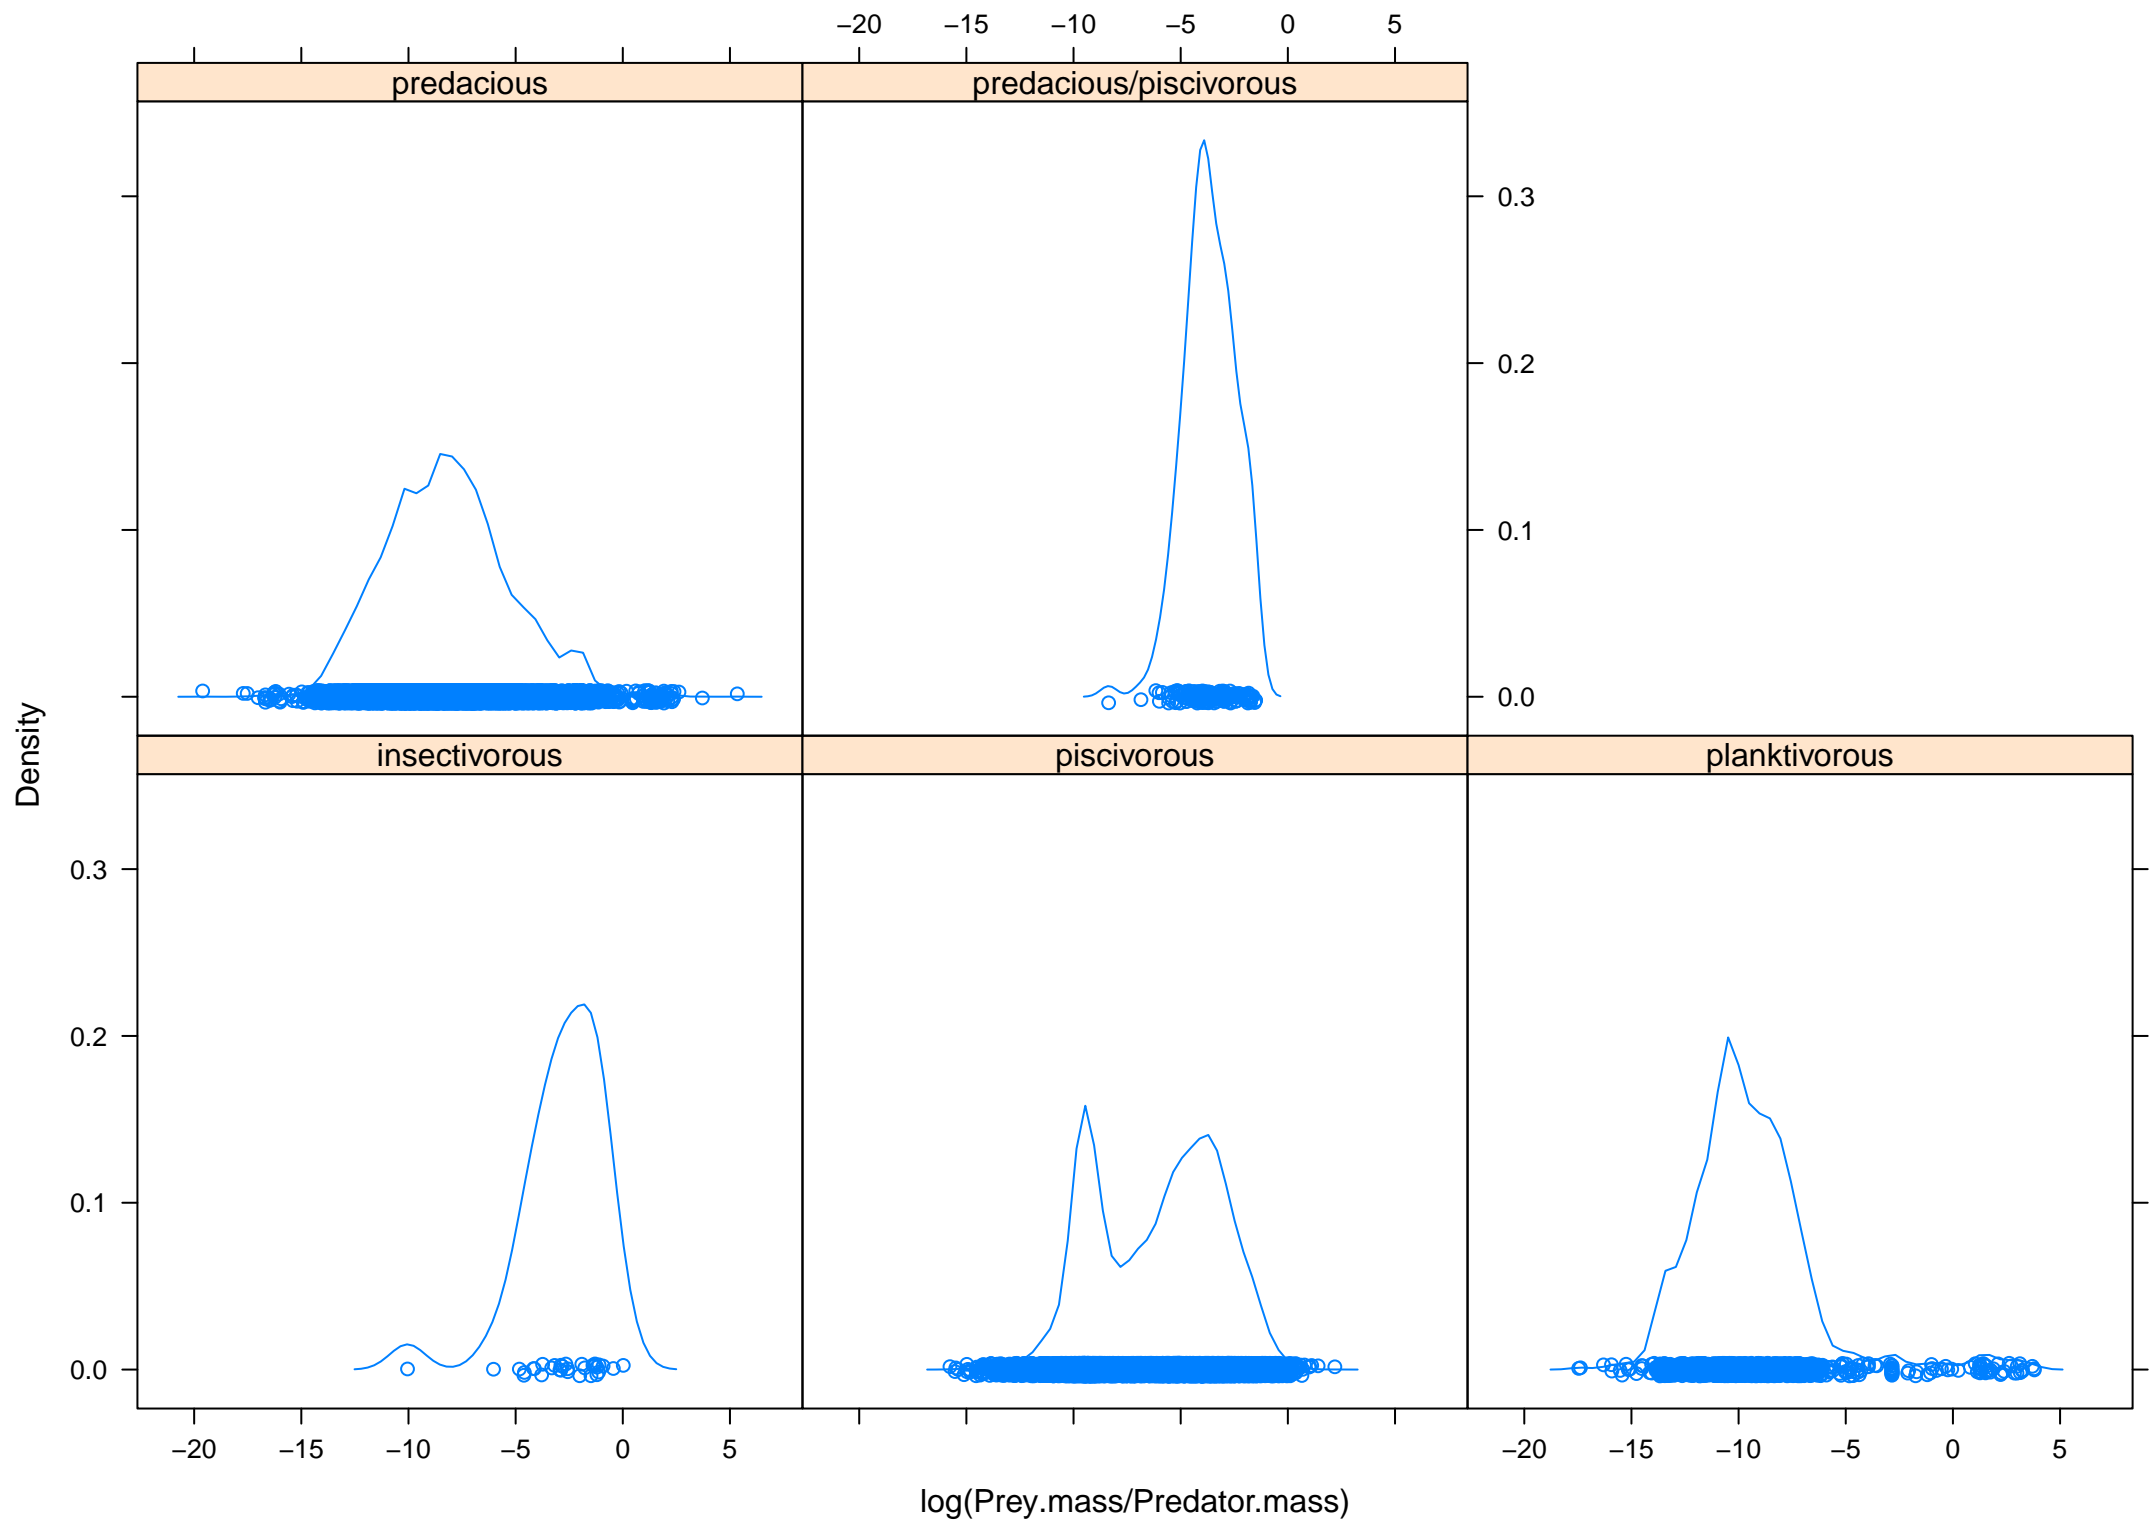 −20 −15 −10 −5 0 5
predacious predacious/piscivorous
0.3
0.2
0.1
0.0
Density
insectivorous piscivorous planktivorous
0.3
0.2
0.1
0.0
−20 −15 −10 −5 0 5 −20 −15 −10 −5 0 5
log(Prey.mass/Predator.mass)